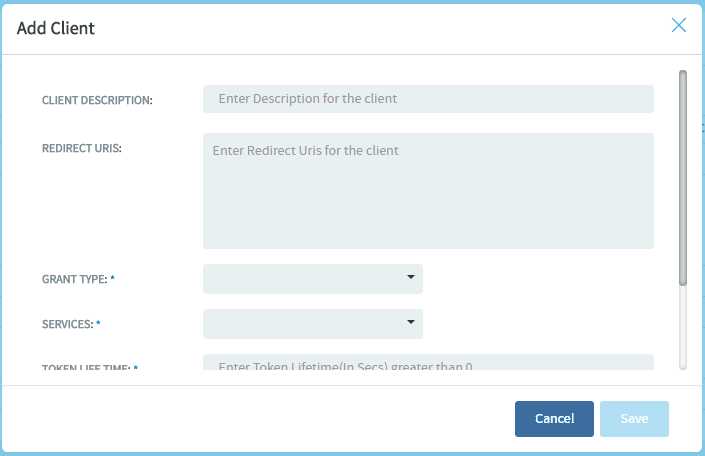 Add Client
CLIENT DESCRIPTION:
Enter Description for the client
REDIRECT URIS:
Enter Redirect Uris for the client
GRANT TYPE: *
SERVICES: *
TOKEN LIFE TIME: *
Enter Token Lifetime(In Secs) greater than 0
Cancel
Save